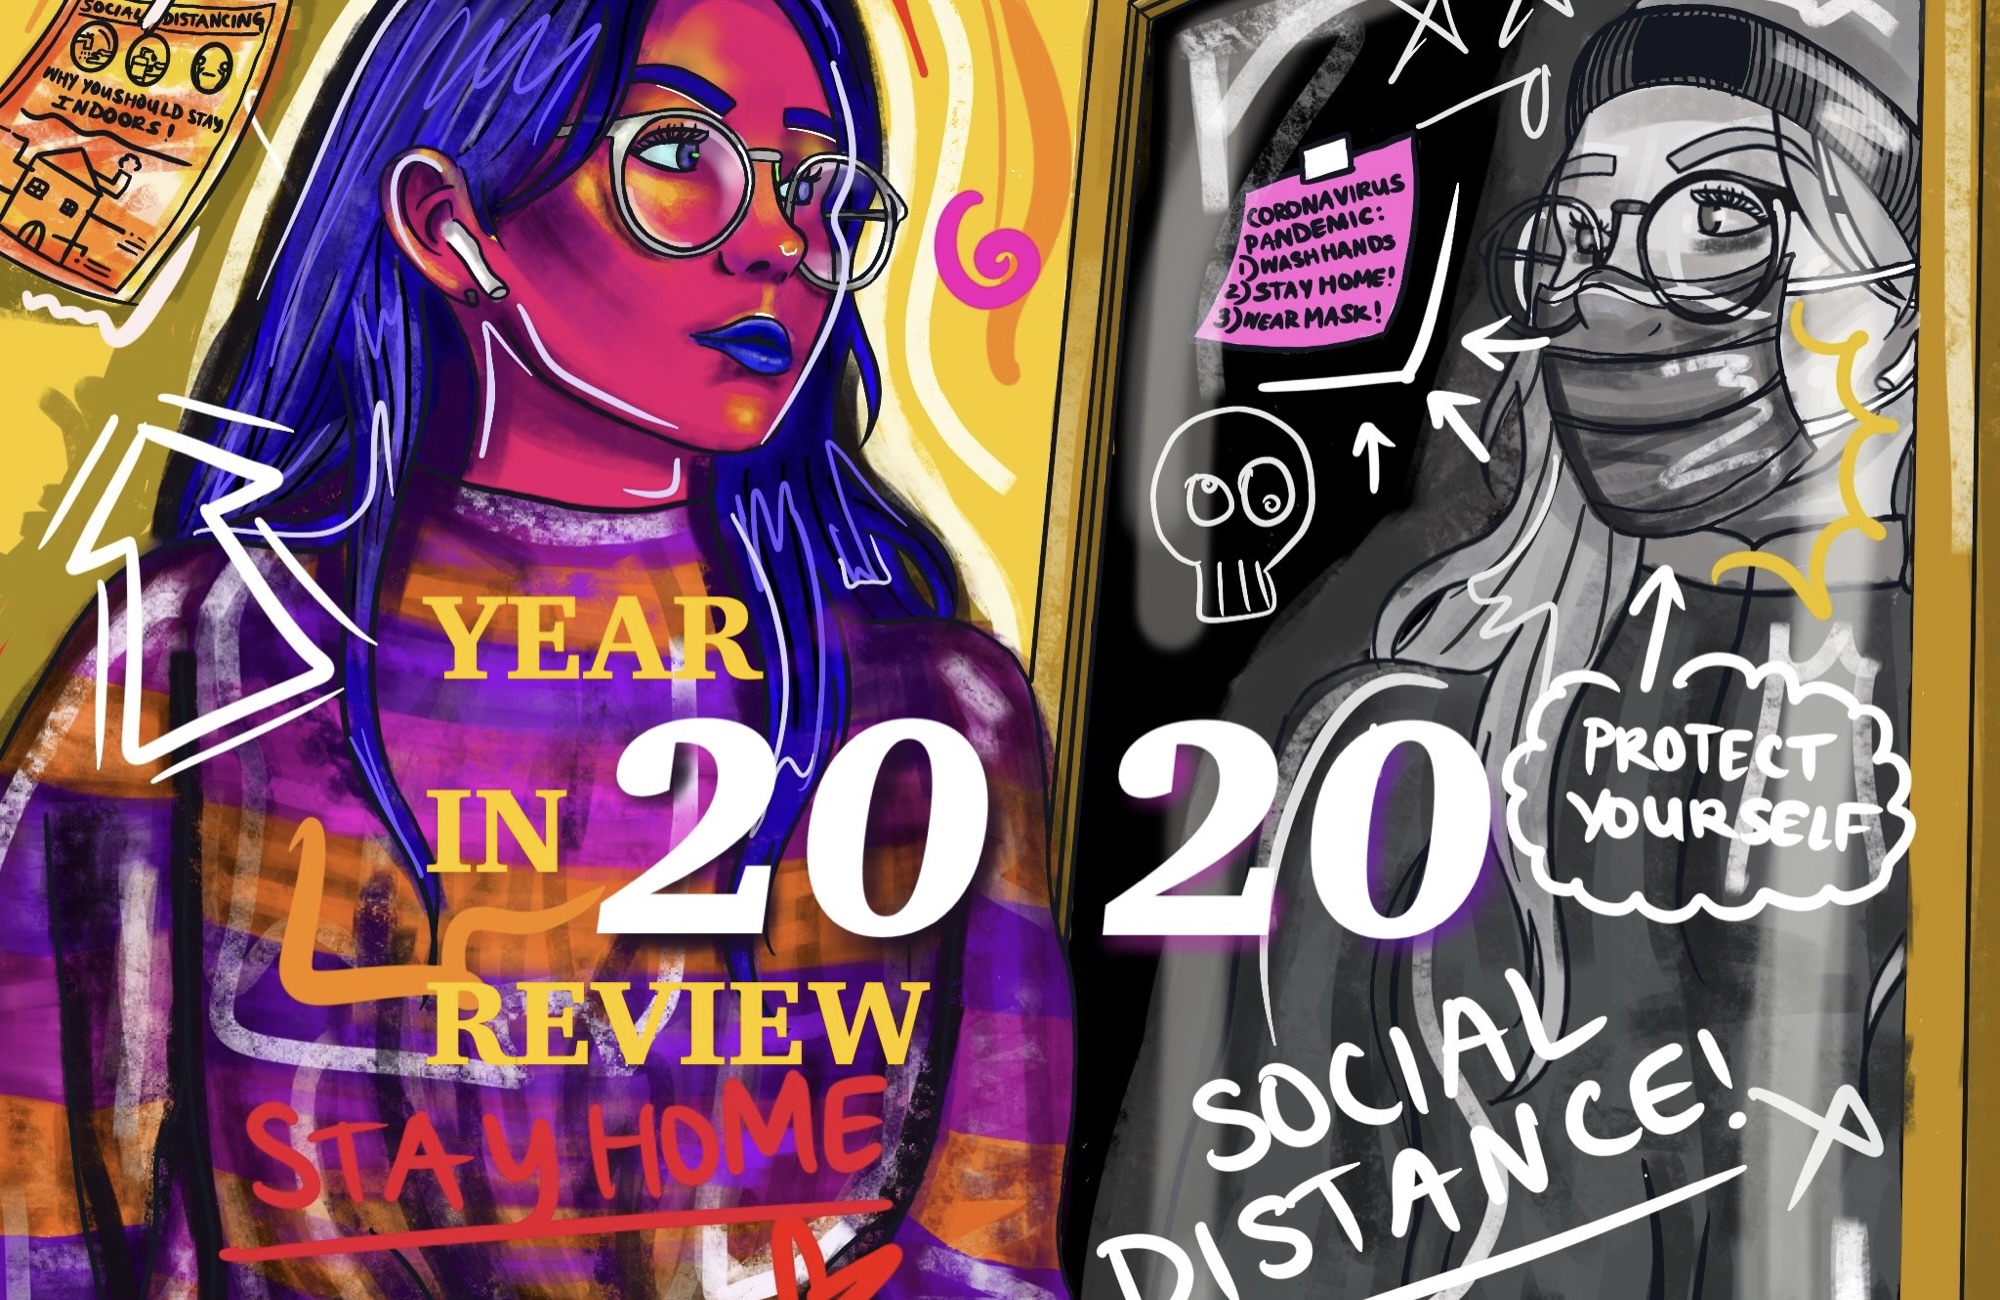 SOCIAL DISTANCING
WHY YOU SHOULD STAY
INDOORS!
CORONAVIRUS
PANDEMIC:
1) WASH HANDS
2) STAY HOME!
3) WEAR MASK!
YEAR
IN 2020
REVIEW
STAY HOME
PROTECT
YOURSELF
SOCIAL
DISTANCE!